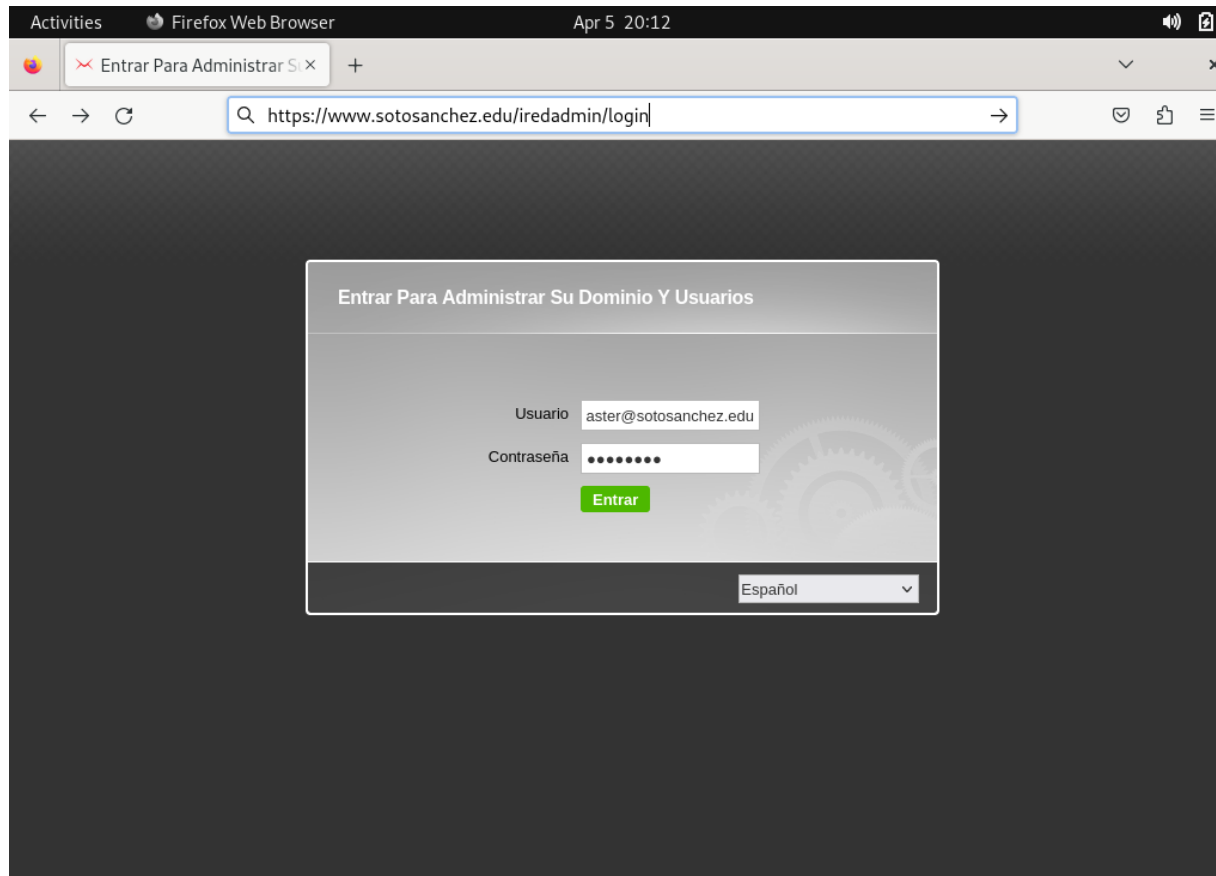 Activities Firefox Web Browser Apr 5 20:12
Entrar Para Administrar
https://www.sotosanchez.edu/iredadmin/login
Entrar Para Administrar Su Dominio Y Usuarios
Usuario aster@sotosanchez.edu
Contraseña
Entrar
Español